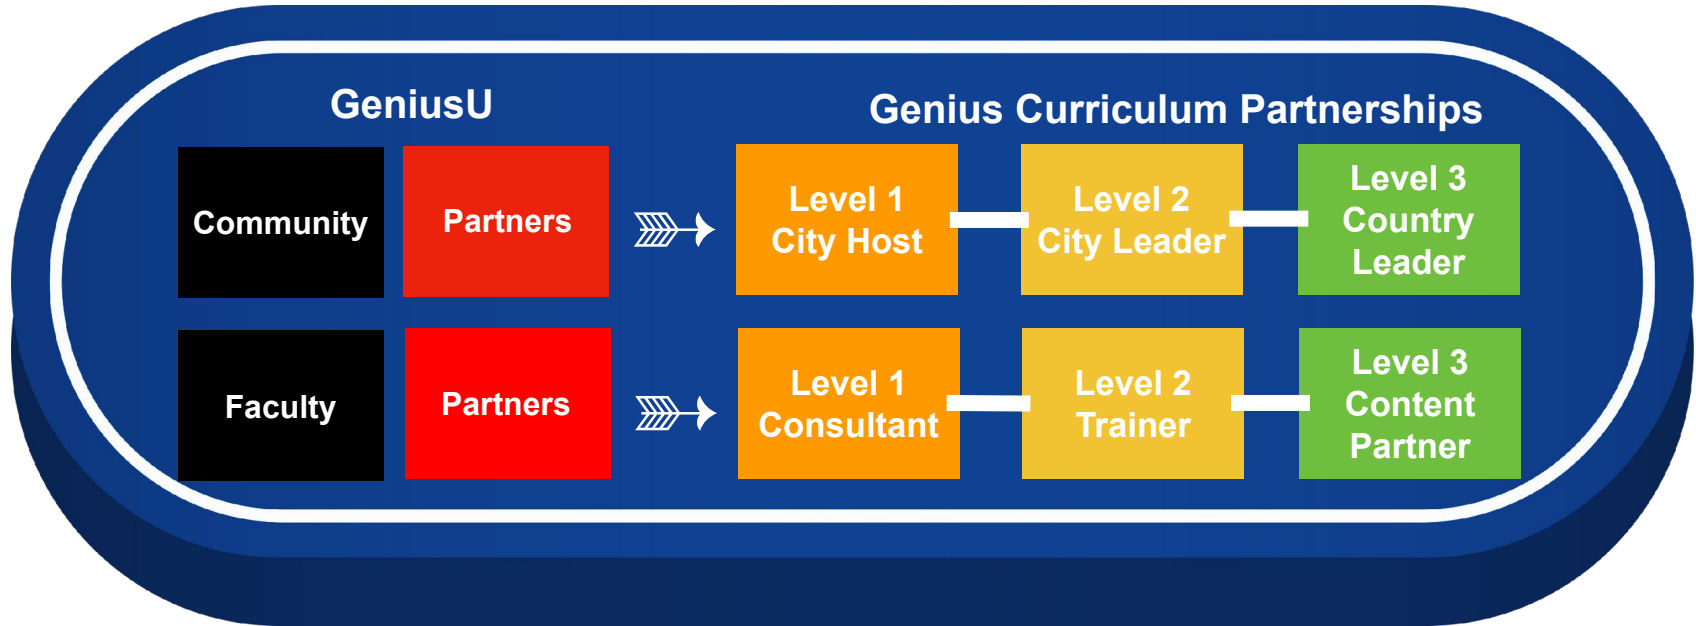 GeniusU
Genius Curriculum Partnerships
Community
Partners
Level 1
City Host
Level 2
City Leader
Level 3
Country
Leader
Faculty
Partners
Level 1
Consultant
Level 2
Trainer
Level 3
Content
Partner